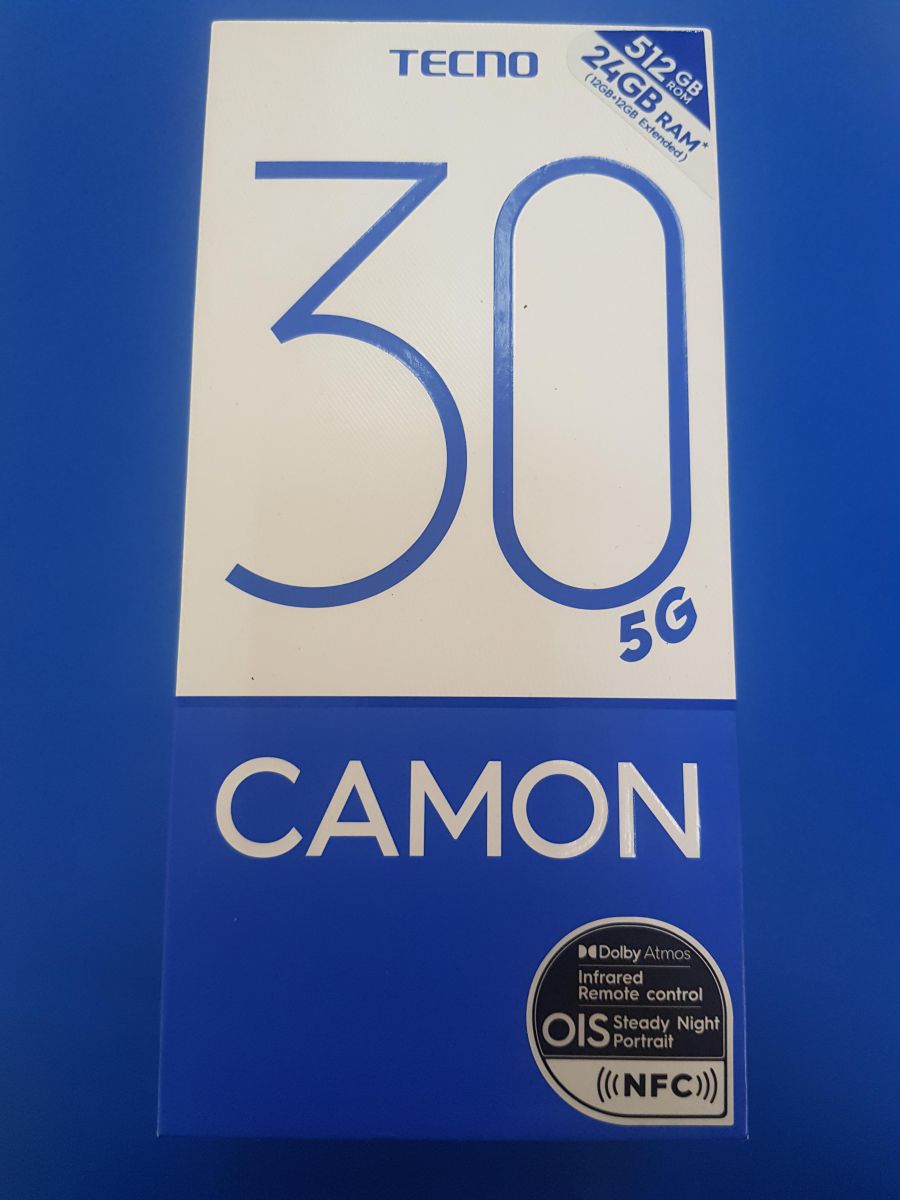 TECNO
512GB ROM
24GB RAM*
(12GB+12GB Extended)
30
5G
CAMON
Dolby Atmos
Infrared
Remote control
OIS Steady Night
Portrait
NFC